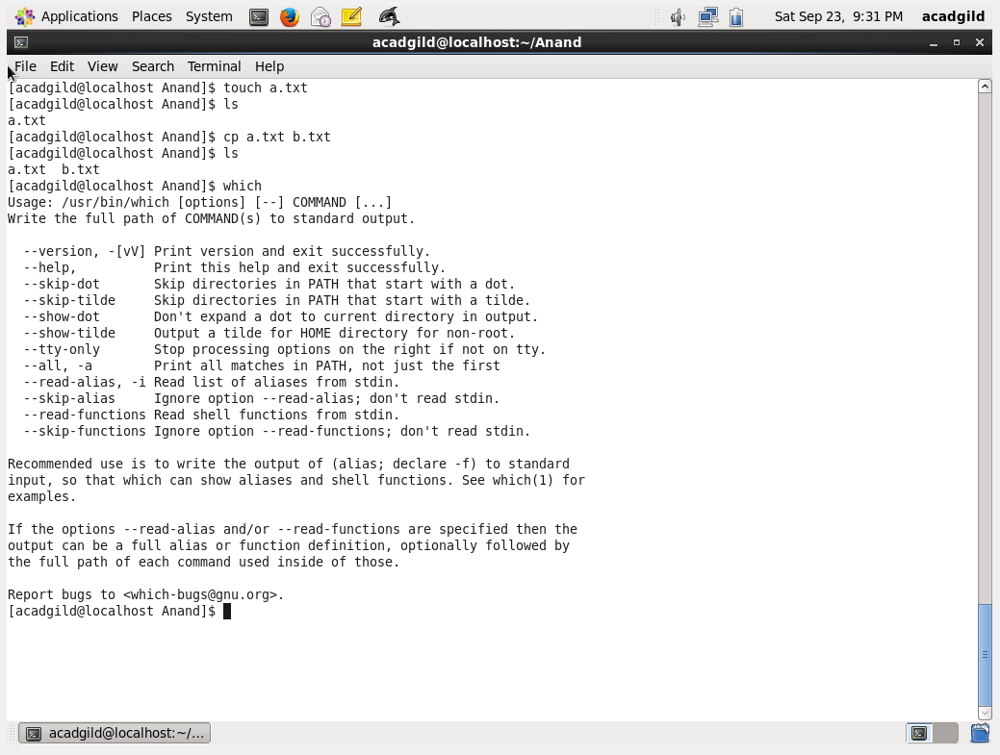 Applications Places System Sat Sep 23, 9:31 PM acadgild
acadgild@localhost:~/Anand
File Edit View Search Terminal Help
[acadgild@localhost Anand]$ touch a.txt
[acadgild@localhost Anand]$ ls
a.txt
[acadgild@localhost Anand]$ cp a.txt b.txt
[acadgild@localhost Anand]$ ls
a.txt  b.txt
[acadgild@localhost Anand]$ which
Usage: /usr/bin/which [options] [--] COMMAND [...]
Write the full path of COMMAND(s) to standard output.

  --version, -[vV] Print version and exit successfully.
  --help,          Print this help and exit successfully.
  --skip-dot       Skip directories in PATH that start with a dot.
  --skip-tilde     Skip directories in PATH that start with a tilde.
  --show-dot       Don't expand a dot to current directory in output.
  --show-tilde     Output a tilde for HOME directory for non-root.
  --tty-only       Stop processing options on the right if not on tty.
  --all, -a        Print all matches in PATH, not just the first
  --read-alias, -i Read list of aliases from stdin.
  --skip-alias     Ignore option --read-alias; don't read stdin.
  --read-functions Read shell functions from stdin.
  --skip-functions Ignore option --read-functions; don't read stdin.

Recommended use is to write the output of (alias; declare -f) to standard
input, so that which can show aliases and shell functions. See which(1) for
examples.

If the options --read-alias and/or --read-functions are specified then the
output can be a full alias or function definition, optionally followed by
the full path of each command used inside of those.

Report bugs to <which-bugs@gnu.org>.
[acadgild@localhost Anand]$
acadgild@localhost:~/...